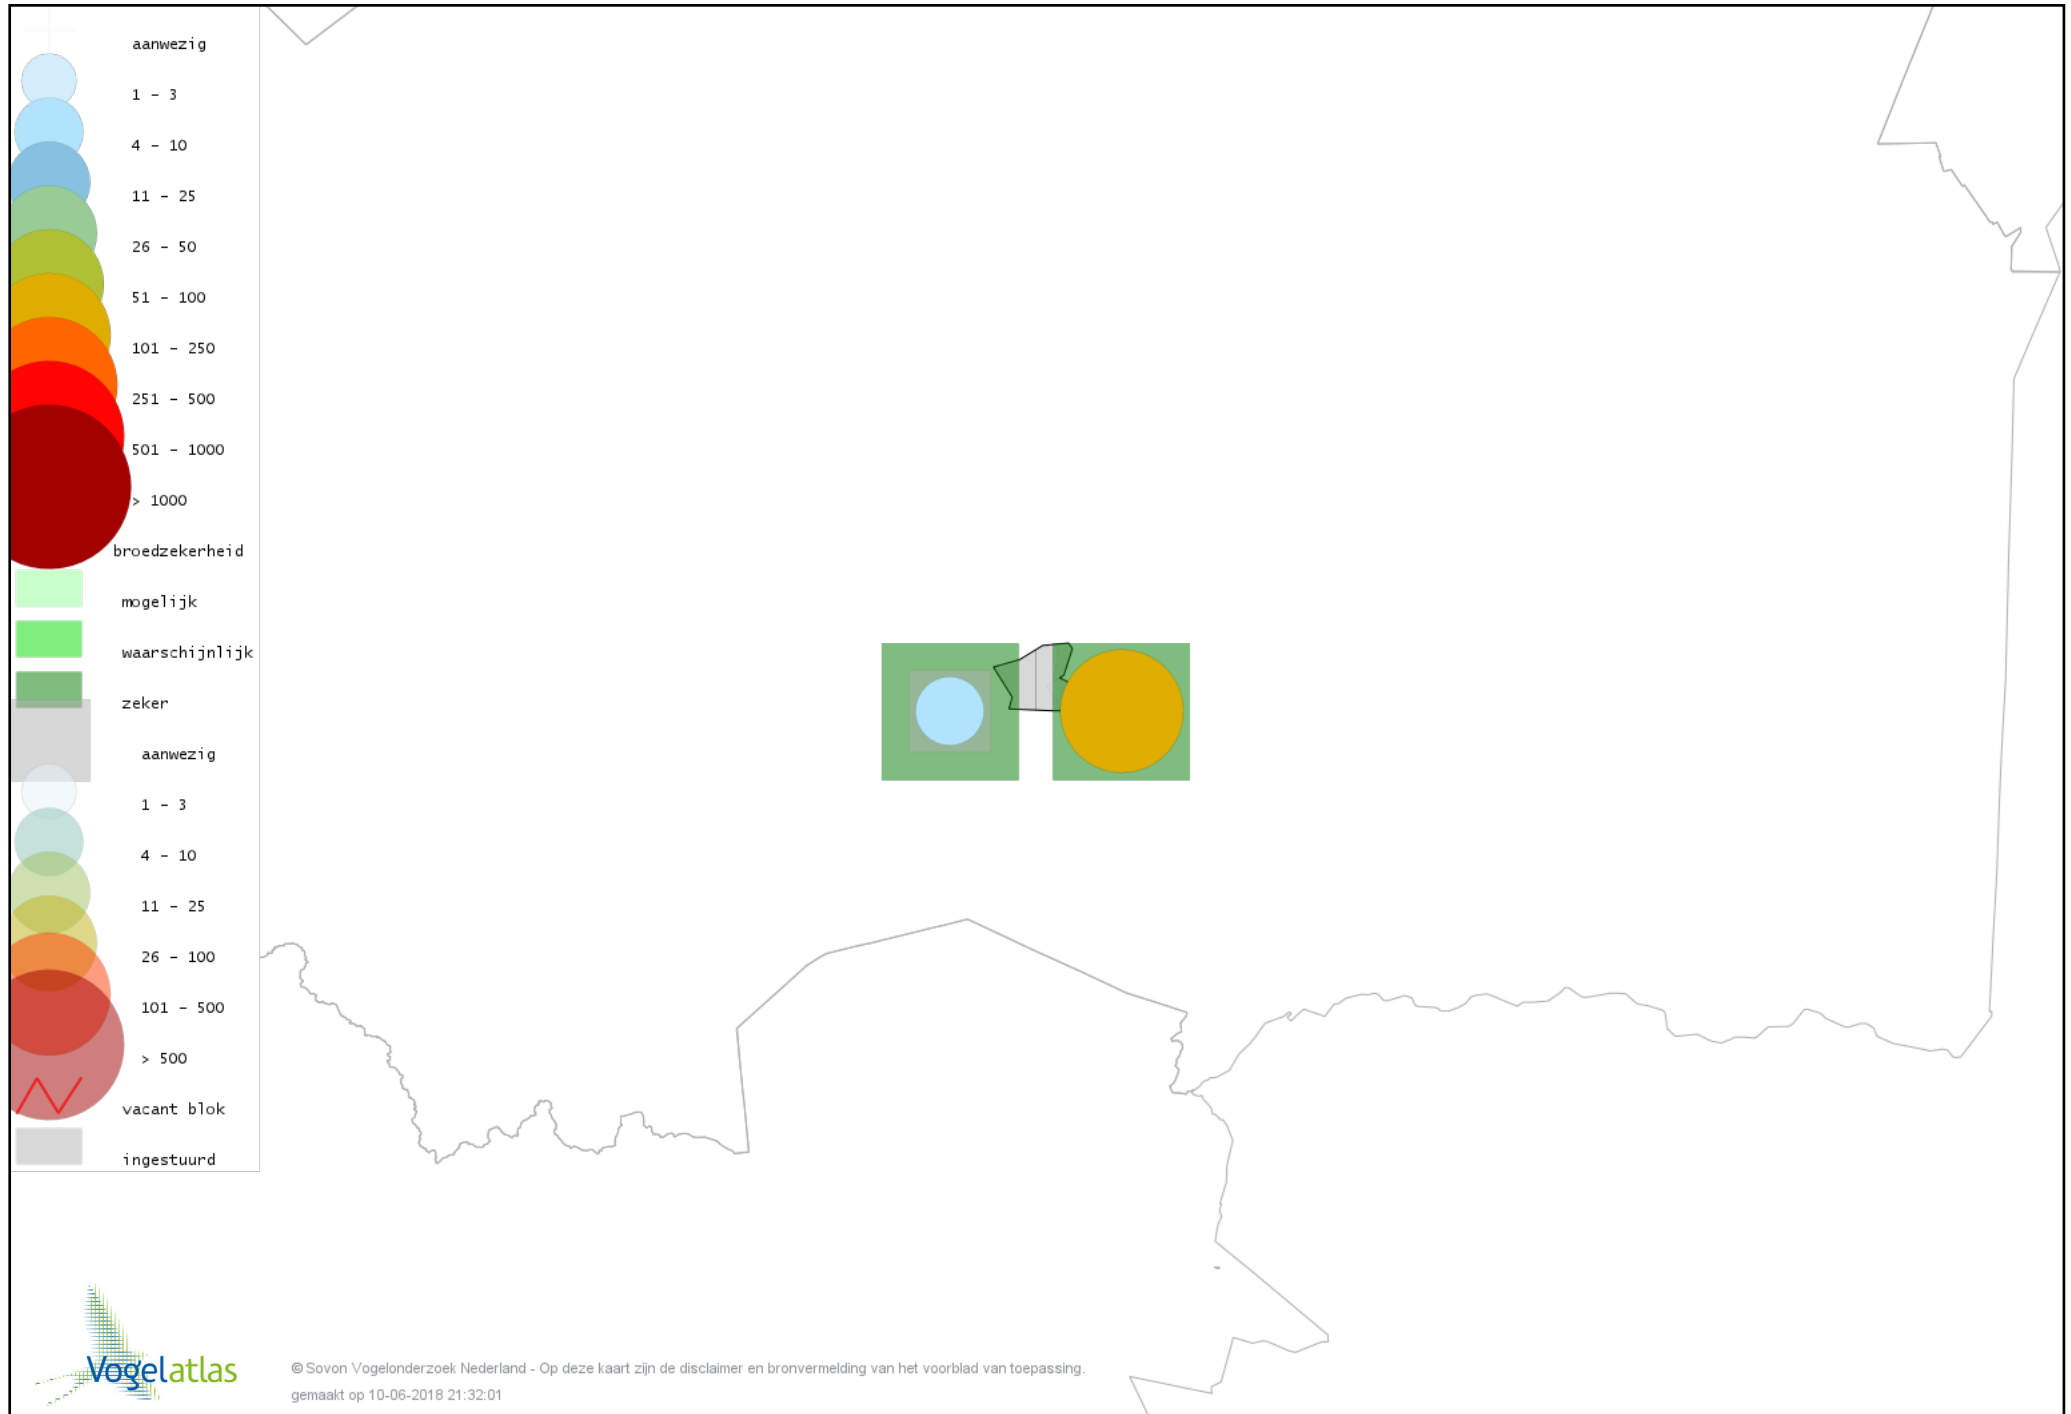 aanwezig
1 - 3
4 - 10
11 - 25
26 - 50
51 - 100
101 - 250
251 - 500
501 - 1000
> 1000
broedzekerheid
mogelijk
waarschijnlijk
zeker
aanwezig
1 - 3
4 - 10
11 - 25
26 - 100
101 - 500
> 500
vacant blok
ingestuurd
Vogelatlas
© Sovon Vogelonderzoek Nederland - Op deze kaart zijn de disclaimer en bronvermelding van het voorblad van toepassing.
gemaakt op 10-06-2018 21:32:01